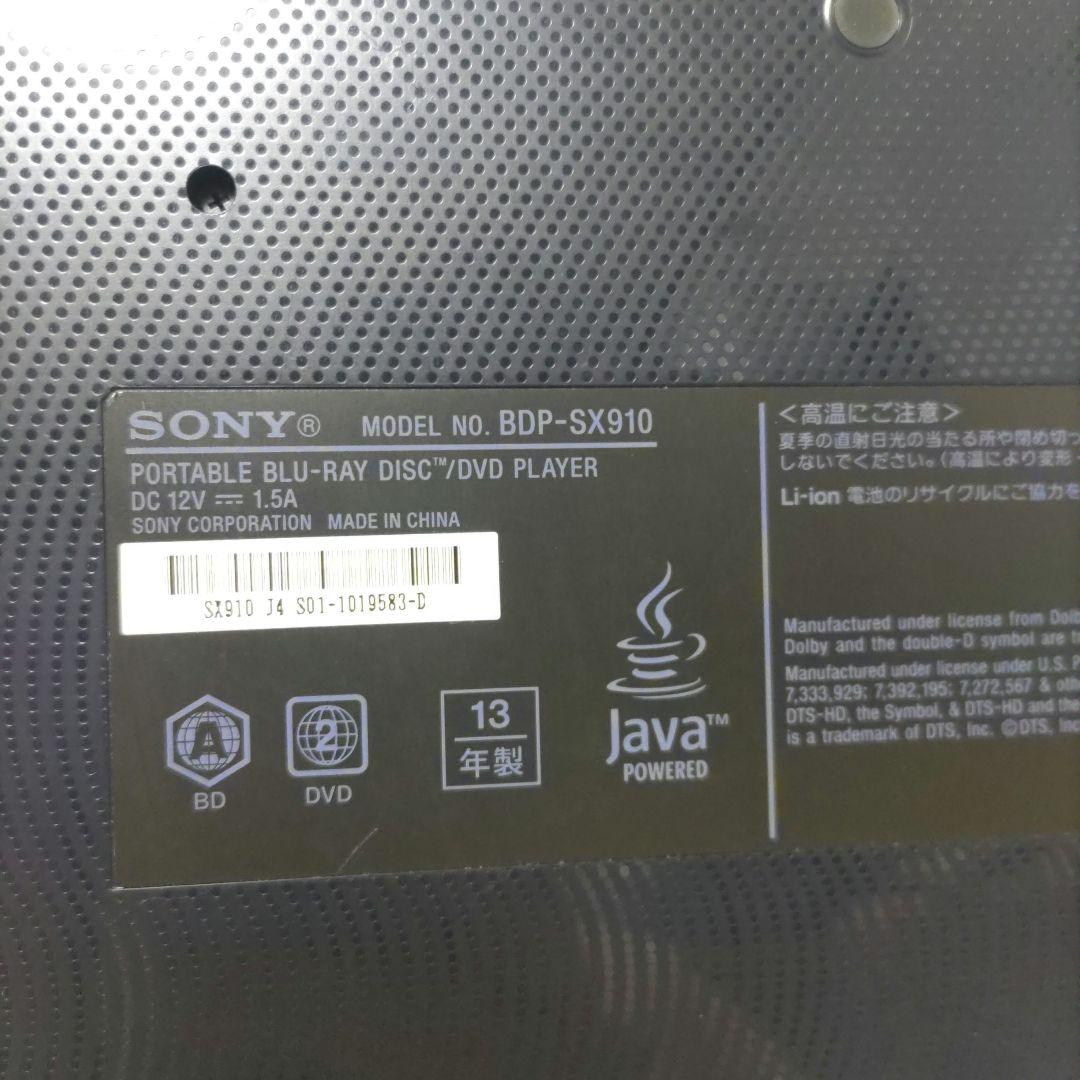 SONY® MODEL NO. BDP-SX910
PORTABLE BLU-RAY DISC™/DVD PLAYER
DC 12V ⎓ 1.5A
SONY CORPORATION MADE IN CHINA
SX910 J4 S01-1019583-D
A
BD
2
DVD
13
年製
Java™
POWERED
<高温にご注意>
夏季の直射日光の当たる所や閉め切っ
しないでください。(高温により変形
Li-ion 電池のリサイクルにご協力を
Manufactured under license from Dolb
Dolby and the double-D symbol are t
Manufactured under license under U.S. P
7,333,929; 7,392,195; 7,272,567 & oth
DTS-HD, the Symbol, & DTS-HD and the
is a trademark of DTS, Inc. ©DTS, Inc